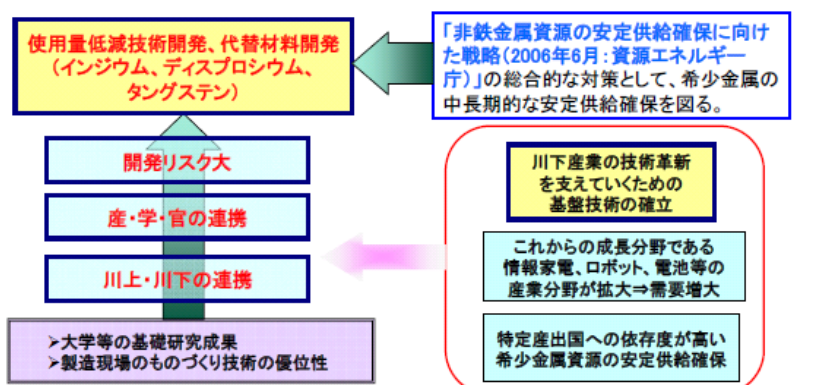 使用量低減技術開発、代替材料開発
(インジウム、ディスプロシウム、
タングステン)
「非鉄金属資源の安定供給確保に向け
た戦略(2006年6月:資源エネルギー
庁)」の総合的な対策として、希少金属の
中長期的な安定供給確保を図る。
開発リスク大
産・学・官の連携
川上・川下の連携
➢大学等の基礎研究成果
➢製造現場のものづくり技術の優位性
川下産業の技術革新
を支えていくための
基盤技術の確立
これからの成長分野である
情報家電、ロボット、電池等の
産業分野が拡大⇒需要増大
特定産出国への依存度が高い
希少金属資源の安定供給確保